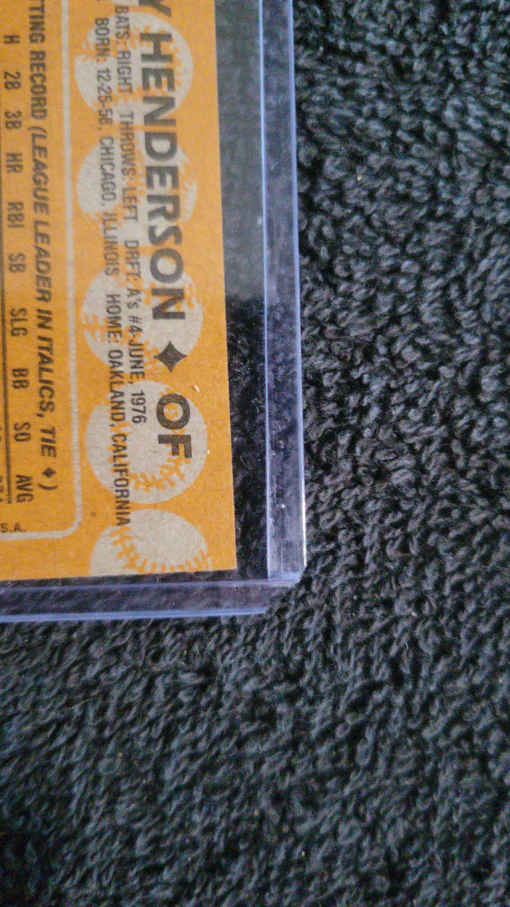 Y HENDERSON ♦ OF
BATS: RIGHT THROWS: LEFT DRFT: A's #4-JUNE, 1976
BORN: 12-25-58, CHICAGO, ILLINOIS HOME: OAKLAND, CALIFORNIA
TTING RECORD (LEAGUE LEADER IN ITALICS, TIE ♦)
H 2B 3B HR RBI SB SLG BB SO AVG
S.A.